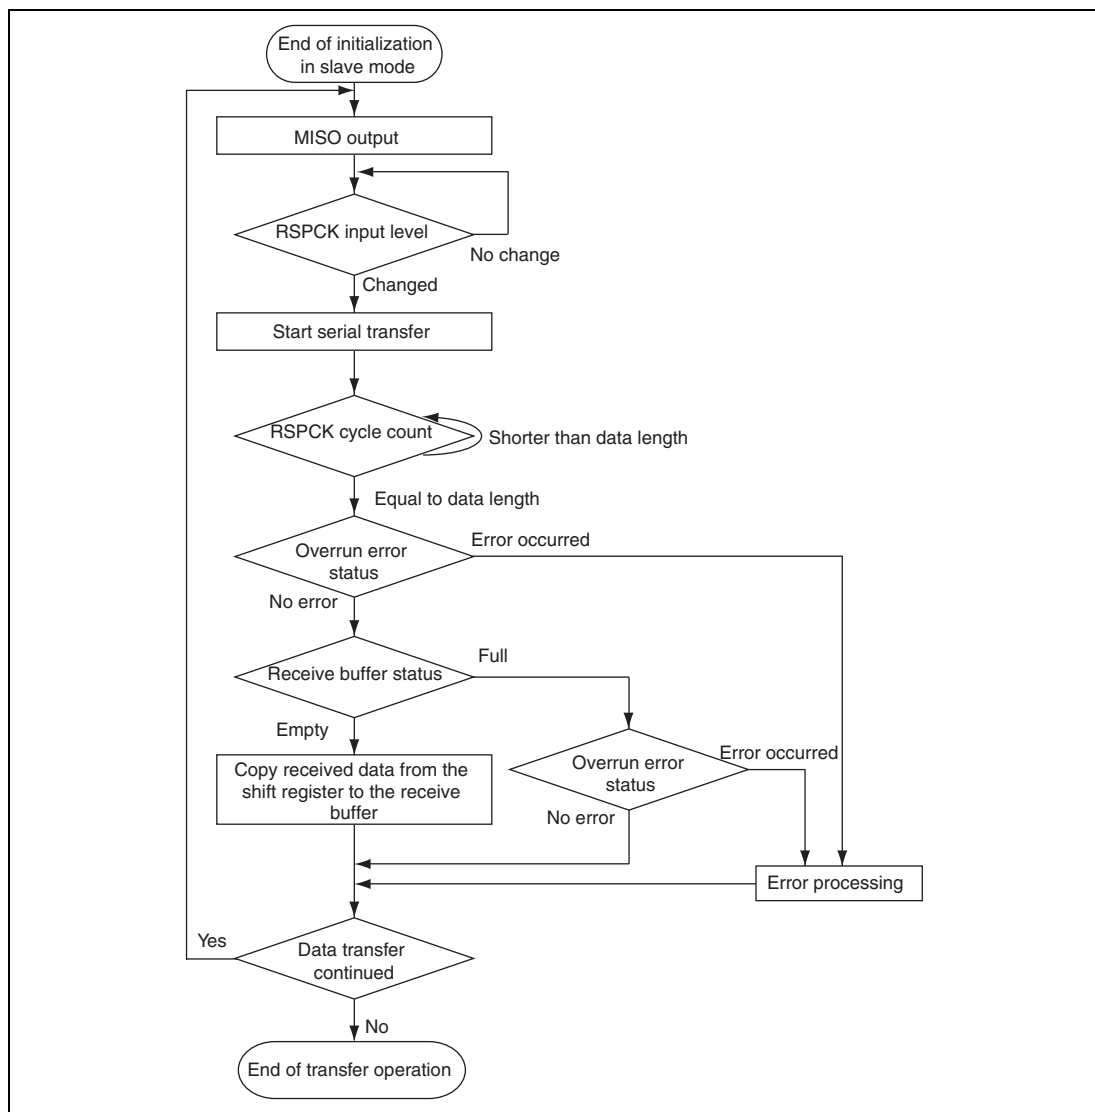 End of initialization
in slave mode
MISO output
RSPCK input level
No change
Changed
Start serial transfer
RSPCK cycle count
Shorter than data length
Equal to data length
Overrun error
status
Error occurred
No error
Receive buffer status
Full
Empty
Overrun error
status
Error occurred
No error
Copy received data from the
shift register to the receive
buffer
Error processing
Yes
Data transfer
continued
No
End of transfer operation